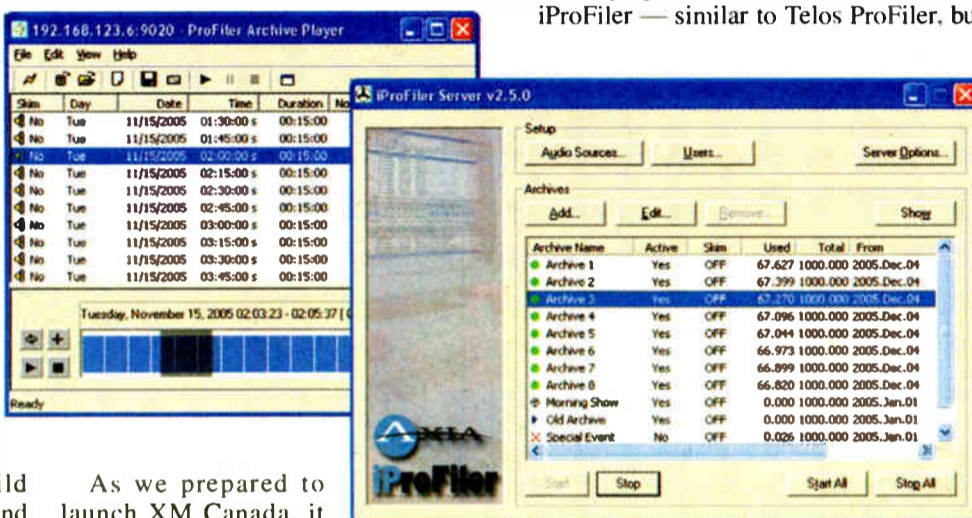 iProFiler — similar to Telos ProFiler, bu
192.168.123.6:9020 - ProFiler Archive Player
File Edit View Help
Skim Day Date Time Duration No
No Tue 11/15/2005 01:30:00 s 00:15:00
No Tue 11/15/2005 01:45:00 s 00:15:00
No Tue 11/15/2005 02:00:00 s 00:15:00
No Tue 11/15/2005 02:15:00 s 00:15:00
No Tue 11/15/2005 02:30:00 s 00:15:00
No Tue 11/15/2005 02:45:00 s 00:15:00
No Tue 11/15/2005 03:00:00 s 00:15:00
No Tue 11/15/2005 03:15:00 s 00:15:00
No Tue 11/15/2005 03:30:00 s 00:15:00
No Tue 11/15/2005 03:45:00 s 00:15:00
Tuesday, November 15, 2005 02:03:23 - 02:05:37 [
Ready
iProFiler Server v2.5.0
Setup
Audio Sources... Users... Server Options...
Archives
Add... Edit... Remove... Show
Archive Name Active Skim Used Total From
Archive 1 Yes OFF 67.627 1000.000 2005.Dec.04
Archive 2 Yes OFF 67.399 1000.000 2005.Dec.04
Archive 3 Yes OFF 67.270 1000.000 2005.Dec.04
Archive 4 Yes OFF 67.096 1000.000 2005.Dec.04
Archive 5 Yes OFF 67.044 1000.000 2005.Dec.04
Archive 6 Yes OFF 66.973 1000.000 2005.Dec.04
Archive 7 Yes OFF 66.899 1000.000 2005.Dec.04
Archive 8 Yes OFF 66.820 1000.000 2005.Dec.04
Morning Show Yes OFF 0.000 1000.000 2005.Jan.01
Old Archive Yes OFF 0.000 1000.000 2005.Jan.01
Special Event No OFF 0.026 1000.000 2005.Jan.01
Start Stop Start All Stop All
AXIA
iProFiler
ild
nd
As we prepared to
launch XM Canada, it